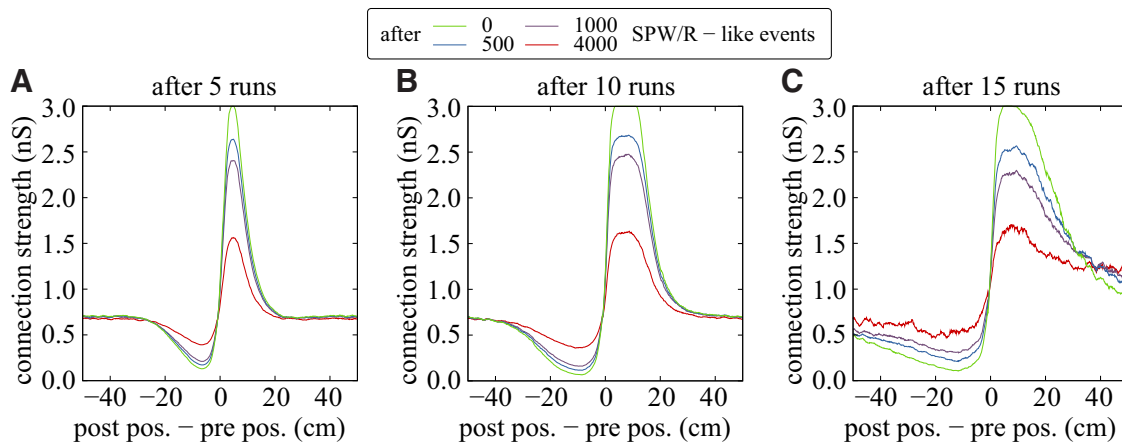 after 0 1000 SPW/R − like events
500 4000
A after 5 runs
B after 10 runs
C after 15 runs
connection strength (nS)
3.0
2.5
2.0
1.5
1.0
0.5
0.0
−40 −20 0 20 40
post pos. − pre pos. (cm)
connection strength (nS)
3.0
2.5
2.0
1.5
1.0
0.5
0.0
−40 −20 0 20 40
post pos. − pre pos. (cm)
connection strength (nS)
3.0
2.5
2.0
1.5
1.0
0.5
0.0
−40 −20 0 20 40
post pos. − pre pos. (cm)